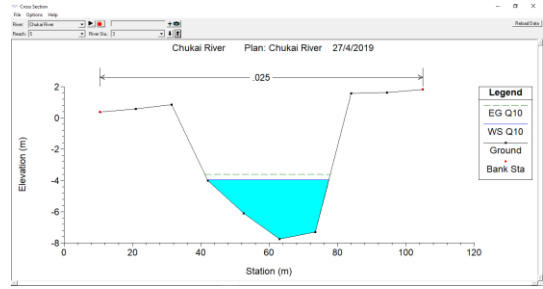 Cross Section
File Options Help
River: Chukai River
Reload Data
Reach: S River Sta.: 3
Chukai River Plan: Chukai River 27/4/2019
.025
Legend
EG Q10
WS Q10
Ground
Bank Sta
Elevation (m)
2
0
-2
-4
-6
-8
0 20 40 60 80 100 120
Station (m)